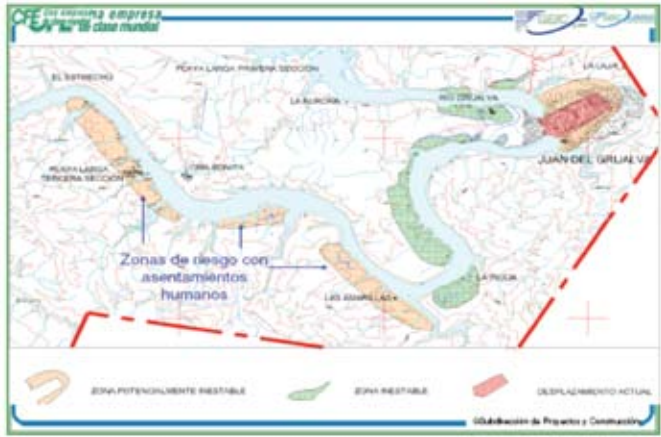 CFE una empresa
de clase mundial
EL ESTRECHO
PLAYA LARGA PRIMERA SECCIÓN
LA LAJA
LA AURORA
RIO GRIJALVA
JUAN DEL GRIJALVA
PLAYA LARGA
TERCERA SECCIÓN
LOMA BONITA
Zonas de riesgo con
asentamientos
humanos
LA PICUA
LAS AMARILLAS
ZONA POTENCIALMENTE INESTABLE
ZONA INESTABLE
DESPLAZAMIENTO ACTUAL
©Subdirección de Proyectos y Construcción